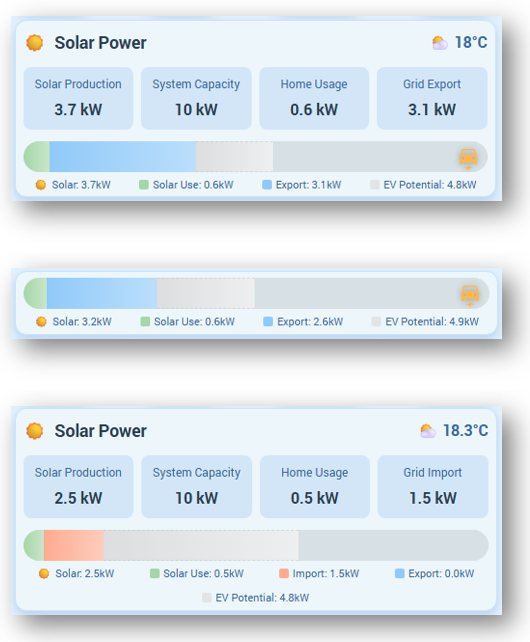 Solar Power 18°C
Solar Production System Capacity Home Usage Grid Export
3.7 kW 10 kW 0.6 kW 3.1 kW
Solar: 3.7kW Solar Use: 0.6kW Export: 3.1kW EV Potential: 4.8kW
Solar: 3.2kW Solar Use: 0.6kW Export: 2.6kW EV Potential: 4.9kW
Solar Power 18.3°C
Solar Production System Capacity Home Usage Grid Import
2.5 kW 10 kW 0.5 kW 1.5 kW
Solar: 2.5kW Solar Use: 0.5kW Import: 1.5kW Export: 0.0kW
EV Potential: 4.8kW